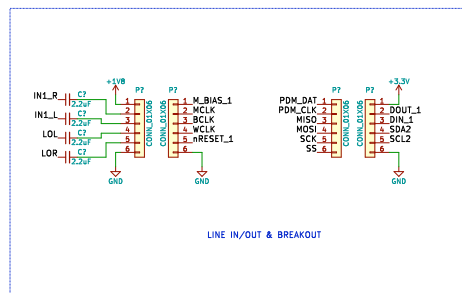 +1V8
+3.3V
P? P? P? P?
IN1_R C? 2.2uF
IN1_L C? 2.2uF
LOL C? 2.2uF
LOR C? 2.2uF
1 2 3 4 5 6
CONN_01X06
CONN_01X06
1 M_BIAS_1
2 MCLK
3 BCLK
4 WCLK
5 nRESET_1
6
PDM_DAT 1
PDM_CLK 2
MISO 3
MOSI 4
SCK 5
SS 6
CONN_01X06
CONN_01X06
1
2 DOUT_1
3 DIN_1
4 SDA2
5 SCL2
6
GND GND GND
LINE IN/OUT & BREAKOUT